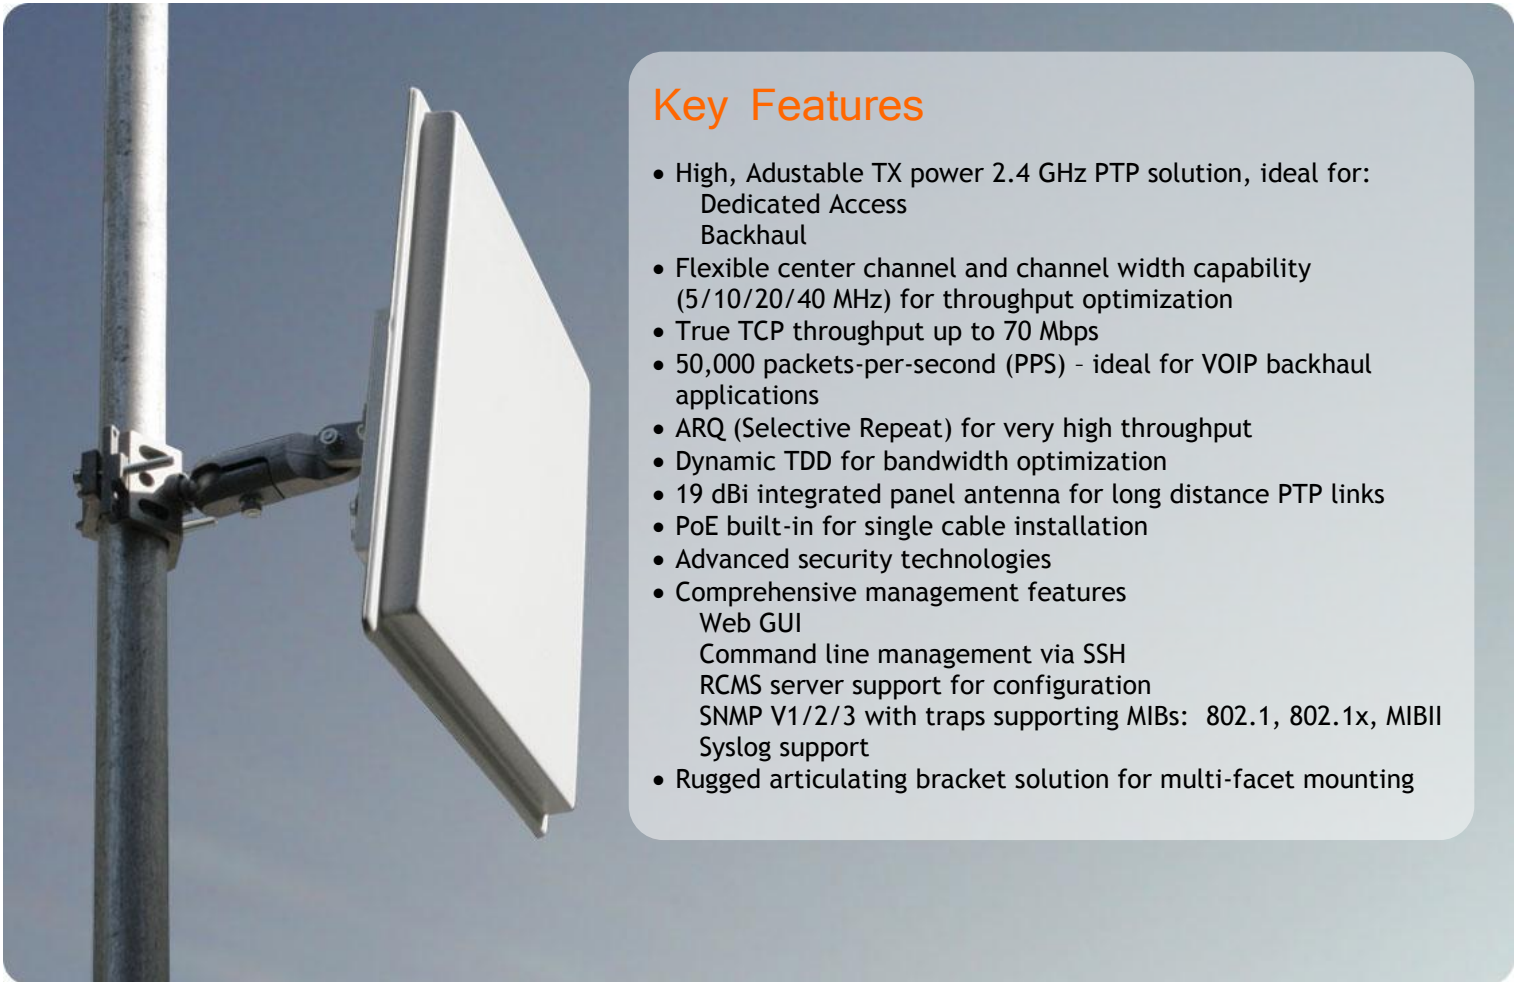 Key Features
• High, Adustable TX power 2.4 GHz PTP solution, ideal for:
Dedicated Access
Backhaul
• Flexible center channel and channel width capability
(5/10/20/40 MHz) for throughput optimization
• True TCP throughput up to 70 Mbps
• 50,000 packets-per-second (PPS) – ideal for VOIP backhaul
applications
• ARQ (Selective Repeat) for very high throughput
• Dynamic TDD for bandwidth optimization
• 19 dBi integrated panel antenna for long distance PTP links
• PoE built-in for single cable installation
• Advanced security technologies
• Comprehensive management features
Web GUI
Command line management via SSH
RCMS server support for configuration
SNMP V1/2/3 with traps supporting MIBs: 802.1, 802.1x, MIBII
Syslog support
• Rugged articulating bracket solution for multi-facet mounting